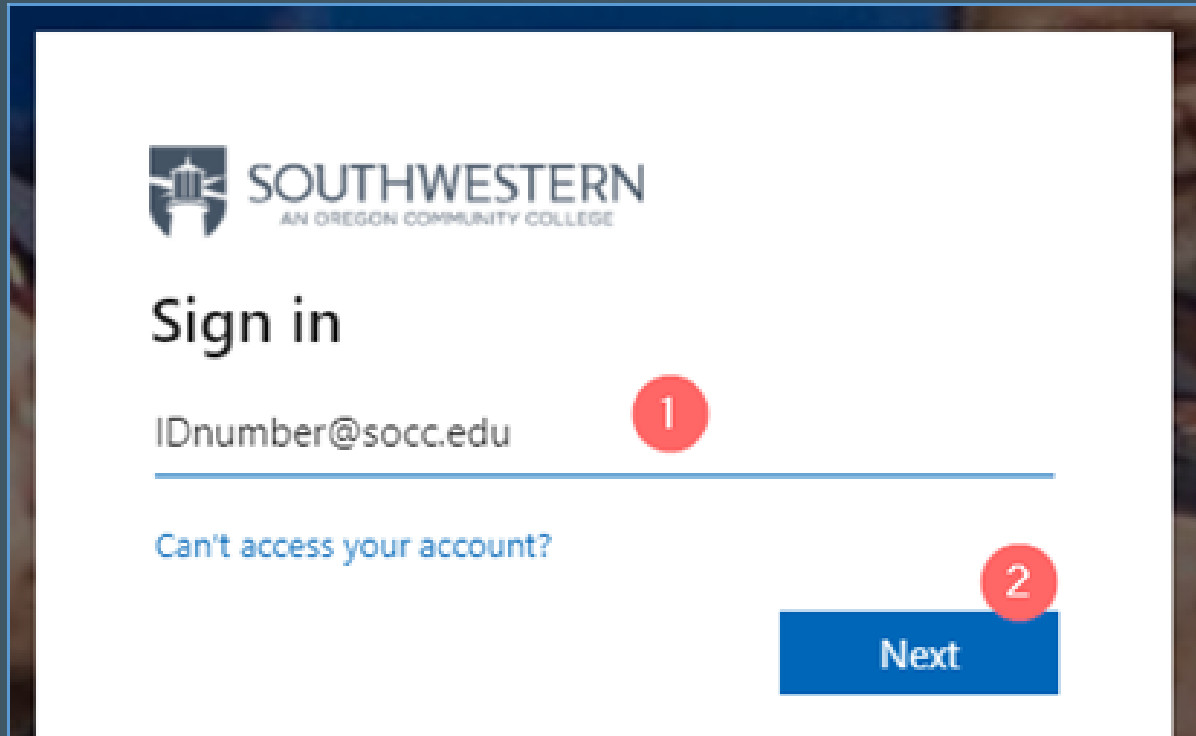 SOUTHWESTERN
AN OREGON COMMUNITY COLLEGE
Sign in
IDnumber@socc.edu
1
Can't access your account?
2
Next